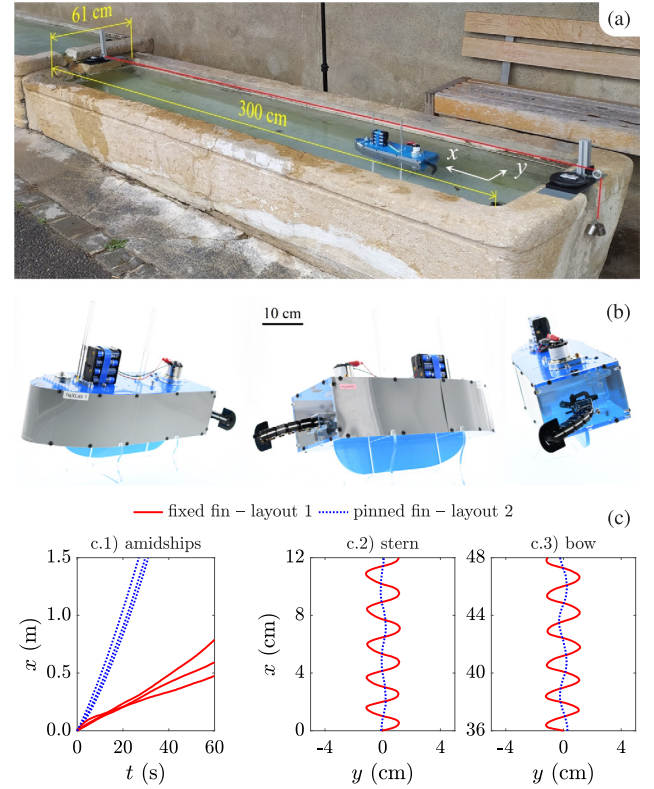 (a)
61 cm
300 cm
x
y
(b)
10 cm
fixed fin – layout 1
pinned fin – layout 2
(c)
c.1) amidships
c.2) stern
c.3) bow
1.5
1.0
0.5
0.0
x (m)
0 20 40 60
t (s)
12
8
4
0
x (cm)
-4 0 4
y (cm)
48
44
40
36
-4 0 4
y (cm)